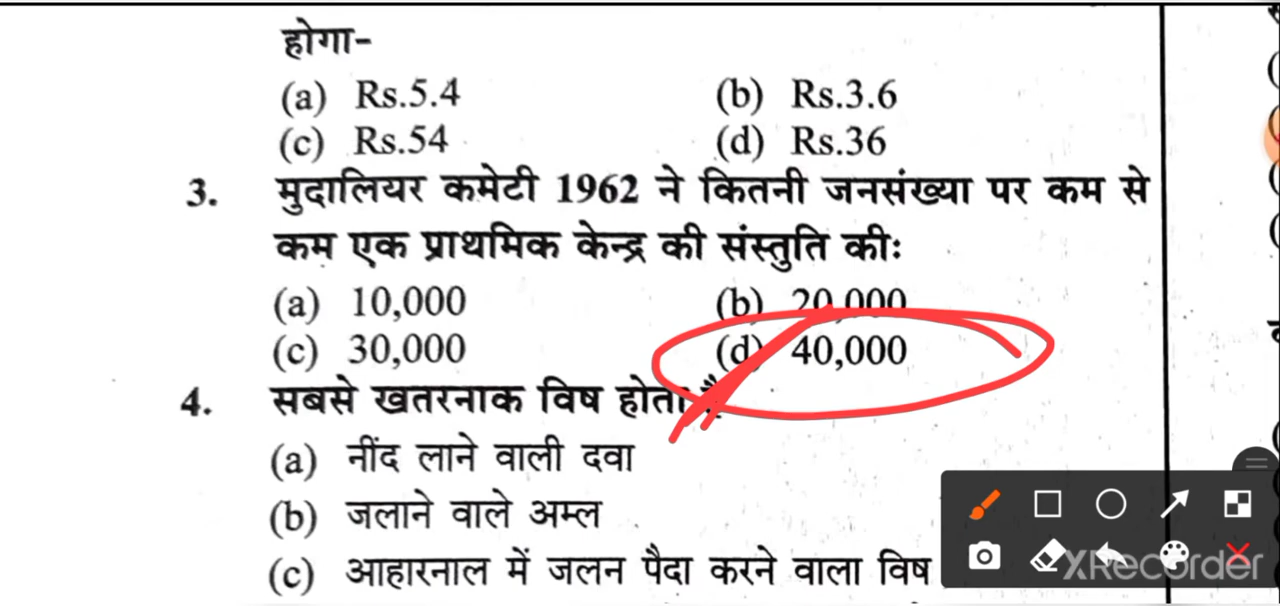 होगा-
(a) Rs.5.4 (b) Rs.3.6
(c) Rs.54 (d) Rs.36
3. मुदालियर कमेटी 1962 ने कितनी जनसंख्या पर कम से
कम एक प्राथमिक केन्द्र की संस्तुति कीः
(a) 10,000 (b) 20,000
(c) 30,000 (d) 40,000
4. सबसे खतरनाक विष होता है
(a) नींद लाने वाली दवा
(b) जलाने वाले अम्ल
(c) आहारनाल में जलन पैदा करने वाला विष
XRecorder